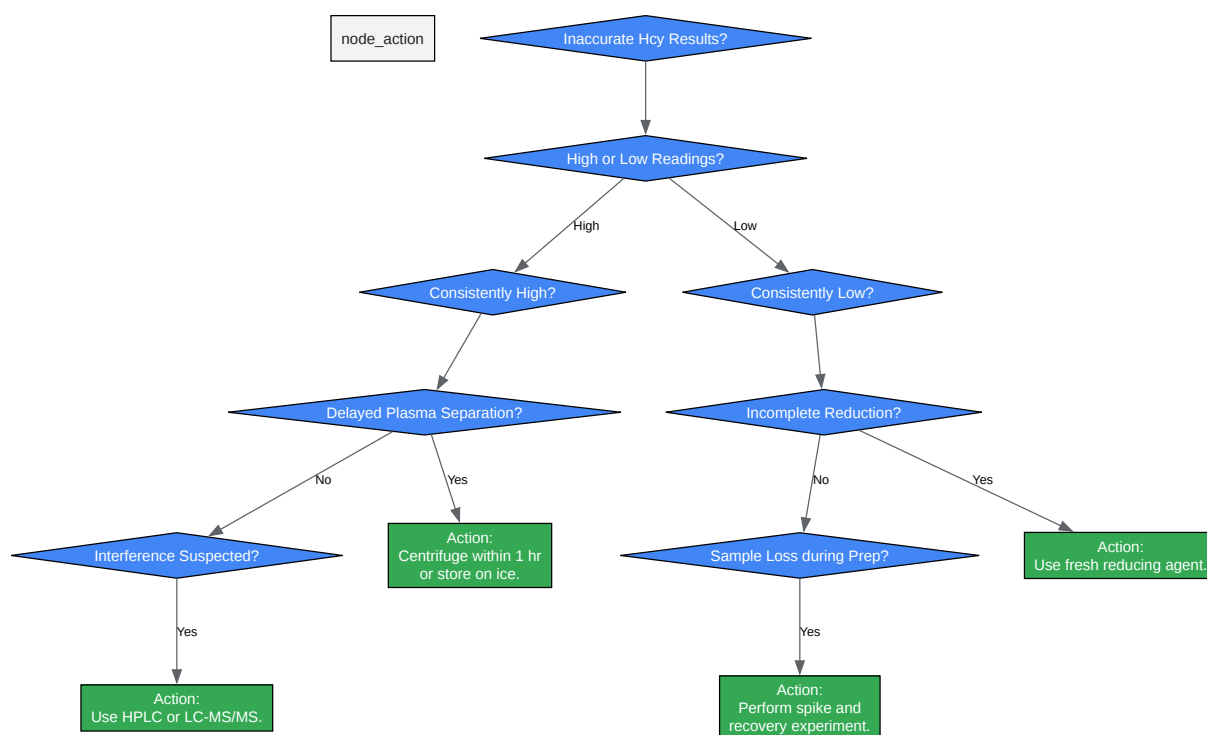 node_action
Inaccurate Hcy Results?
High or Low Readings?
High
Low
Consistently High?
Consistently Low?
Delayed Plasma Separation?
Incomplete Reduction?
No
Yes
No
Yes
Interference Suspected?
Action:
Centrifuge within 1 hr
or store on ice.
Sample Loss during Prep?
Action:
Use fresh reducing agent.
Yes
Yes
Action:
Use HPLC or LC-MS/MS.
Action:
Perform spike and
recovery experiment.